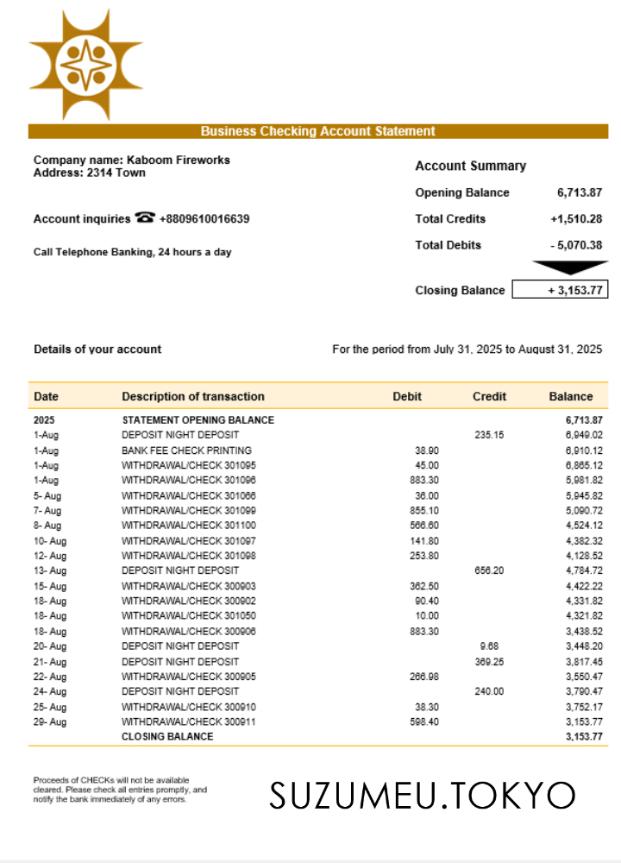 Business Checking Account Statement
Company name: Kaboom Fireworks
Address: 2314 Town
Account inquiries ☎ +8809610016639
Call Telephone Banking, 24 hours a day
Account Summary
Opening Balance 6,713.87
Total Credits +1,510.28
Total Debits - 5,070.38
Closing Balance + 3,153.77
Details of your account For the period from July 31, 2025 to August 31, 2025
Date Description of transaction Debit Credit Balance
2025 STATEMENT OPENING BALANCE 6,713.87
1-Aug DEPOSIT NIGHT DEPOSIT 235.15 6,949.02
1-Aug BANK FEE CHECK PRINTING 38.90 6,910.12
1-Aug WITHDRAWAL/CHECK 301095 45.00 6,865.12
1-Aug WITHDRAWAL/CHECK 301096 883.30 5,981.82
5- Aug WITHDRAWAL/CHECK 301066 36.00 5,945.82
7- Aug WITHDRAWAL/CHECK 301099 855.10 5,090.72
8- Aug WITHDRAWAL/CHECK 301100 566.60 4,524.12
10- Aug WITHDRAWAL/CHECK 301097 141.80 4,382.32
12- Aug WITHDRAWAL/CHECK 301098 253.80 4,128.52
13- Aug DEPOSIT NIGHT DEPOSIT 656.20 4,784.72
15- Aug WITHDRAWAL/CHECK 300903 362.50 4,422.22
18- Aug WITHDRAWAL/CHECK 300902 90.40 4,331.82
18- Aug WITHDRAWAL/CHECK 301050 10.00 4,321.82
18- Aug WITHDRAWAL/CHECK 300906 883.30 3,438.52
20- Aug DEPOSIT NIGHT DEPOSIT 9.68 3,448.20
21- Aug DEPOSIT NIGHT DEPOSIT 369.25 3,817.45
22- Aug WITHDRAWAL/CHECK 300905 266.98 3,550.47
24- Aug DEPOSIT NIGHT DEPOSIT 240.00 3,790.47
25- Aug WITHDRAWAL/CHECK 300910 38.30 3,752.17
29- Aug WITHDRAWAL/CHECK 300911 598.40 3,153.77
CLOSING BALANCE 3,153.77
Proceeds of CHECKs will not be available
cleared. Please check all entries promptly, and
notify the bank immediately of any errors.
SUZUMEU.TOKYO